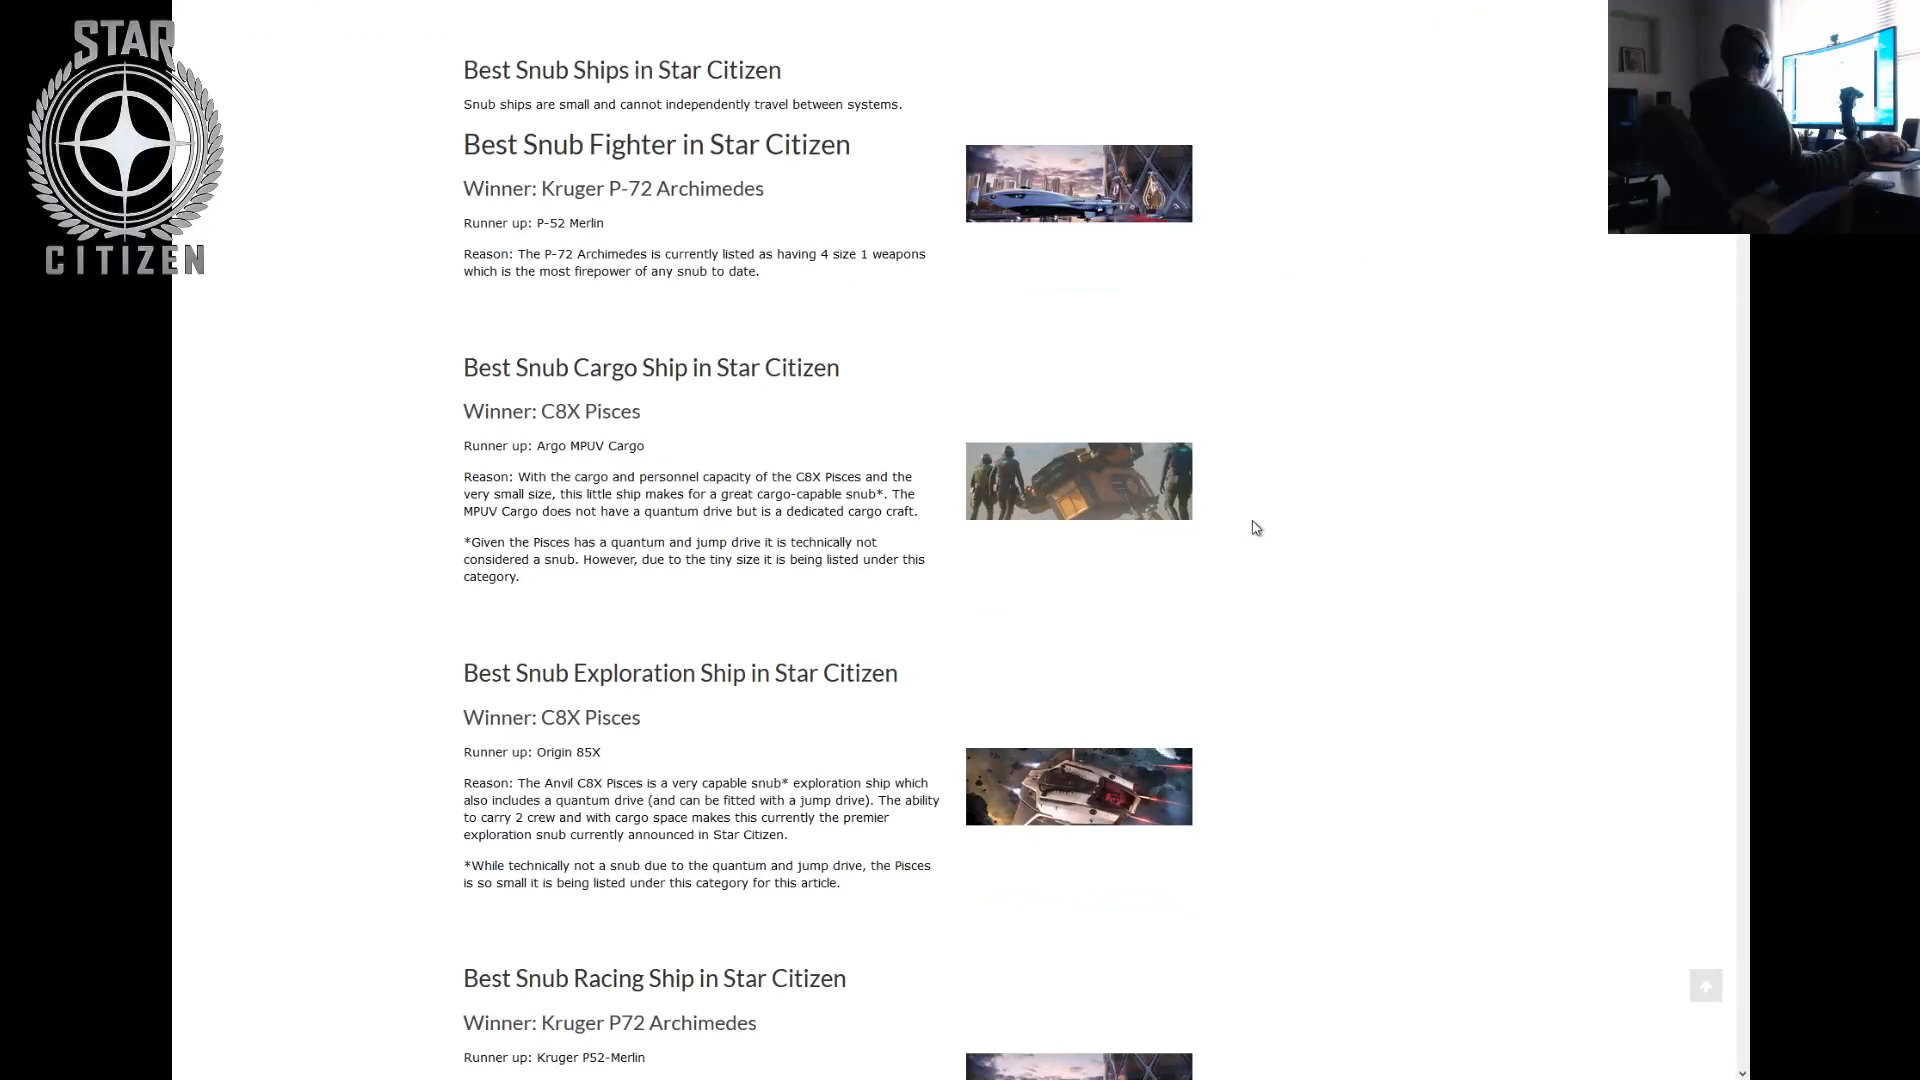 STAR
CITIZEN
Best Snub Ships in Star Citizen
Snub ships are small and cannot independently travel between systems.
Best Snub Fighter in Star Citizen
Winner: Kruger P-72 Archimedes
Runner up: P-52 Merlin
Reason: The P-72 Archimedes is currently listed as having 4 size 1 weapons
which is the most firepower of any snub to date.
Best Snub Cargo Ship in Star Citizen
Winner: C8X Pisces
Runner up: Argo MPUV Cargo
Reason: With the cargo and personnel capacity of the C8X Pisces and the
very small size, this little ship makes for a great cargo-capable snub*. The
MPUV Cargo does not have a quantum drive but is a dedicated cargo craft.
*Given the Pisces has a quantum and jump drive it is technically not
considered a snub. However, due to the tiny size it is being listed under this
category.
Best Snub Exploration Ship in Star Citizen
Winner: C8X Pisces
Runner up: Origin 85X
Reason: The Anvil C8X Pisces is a very capable snub* exploration ship which
also includes a quantum drive (and can be fitted with a jump drive). The ability
to carry 2 crew and with cargo space makes this currently the premier
exploration snub currently announced in Star Citizen.
*While technically not a snub due to the quantum and jump drive, the Pisces
is so small it is being listed under this category for this article.
Best Snub Racing Ship in Star Citizen
Winner: Kruger P72 Archimedes
Runner up: Kruger P52-Merlin